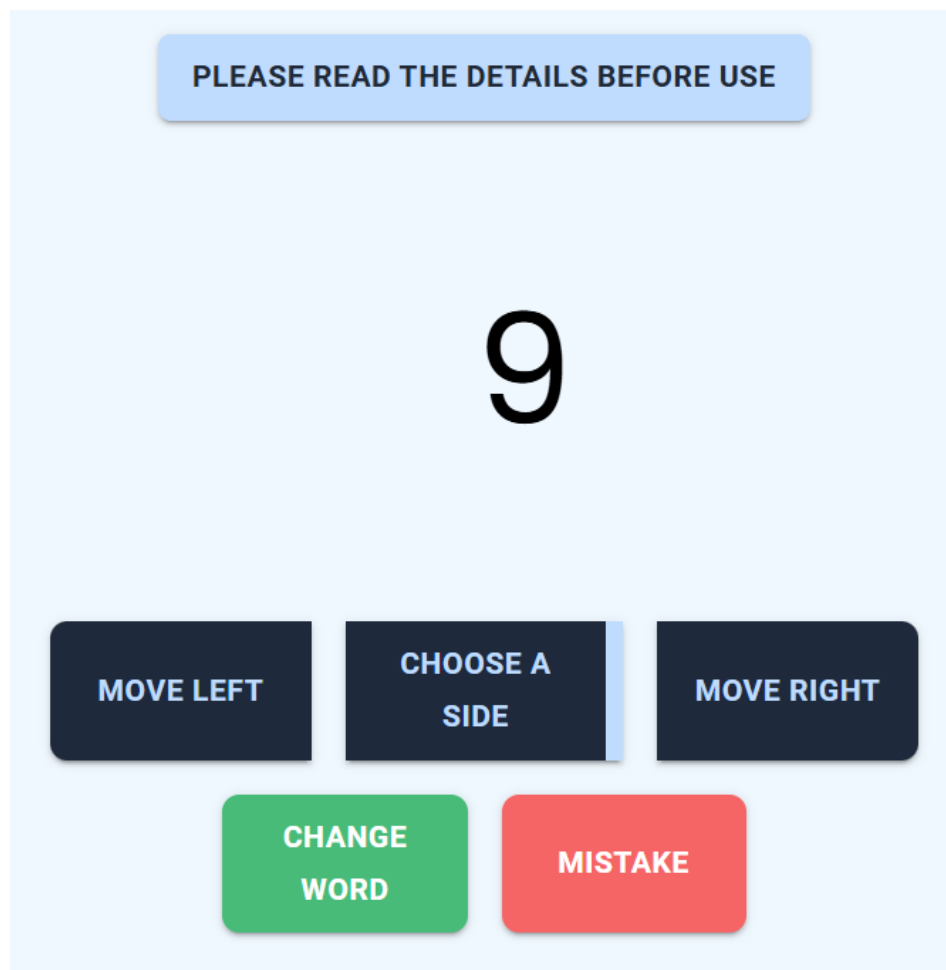 PLEASE READ THE DETAILS BEFORE USE
9
MOVE LEFT
CHOOSE A
SIDE
MOVE RIGHT
CHANGE
WORD
MISTAKE